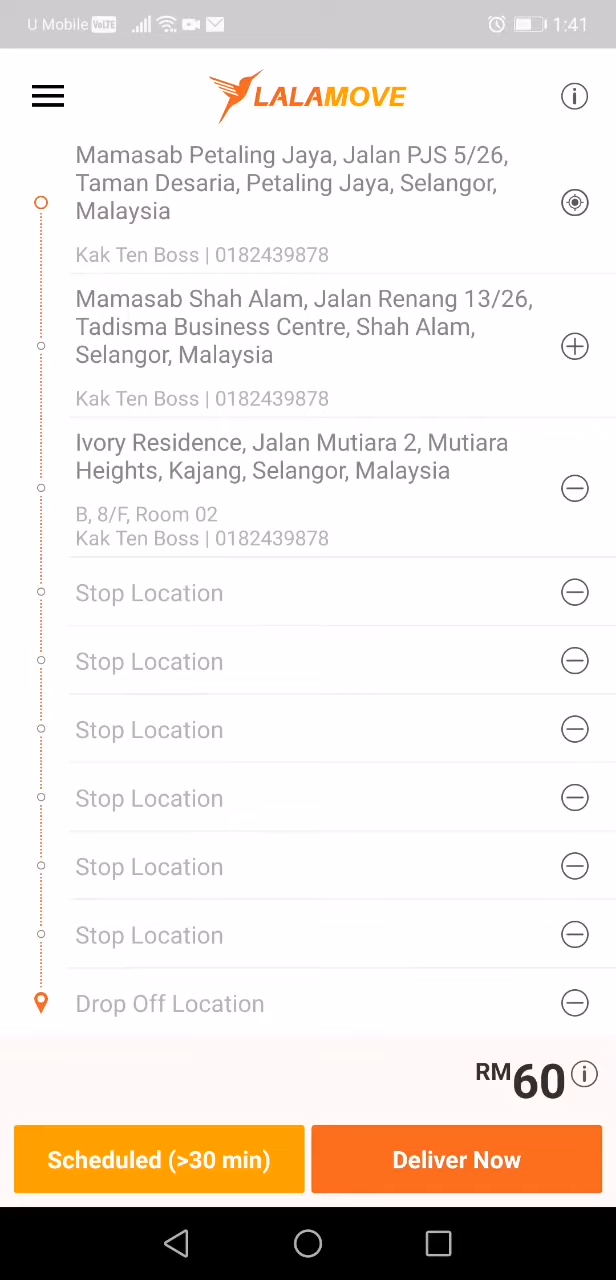 U Mobile VoLTE 1:41
LALAMOVE
Mamasab Petaling Jaya, Jalan PJS 5/26,
Taman Desaria, Petaling Jaya, Selangor,
Malaysia
Kak Ten Boss | 0182439878
Mamasab Shah Alam, Jalan Renang 13/26,
Tadisma Business Centre, Shah Alam,
Selangor, Malaysia
Kak Ten Boss | 0182439878
Ivory Residence, Jalan Mutiara 2, Mutiara
Heights, Kajang, Selangor, Malaysia
B, 8/F, Room 02
Kak Ten Boss | 0182439878
Stop Location
Stop Location
Stop Location
Stop Location
Stop Location
Stop Location
Drop Off Location
RM60
Scheduled (>30 min)
Deliver Now